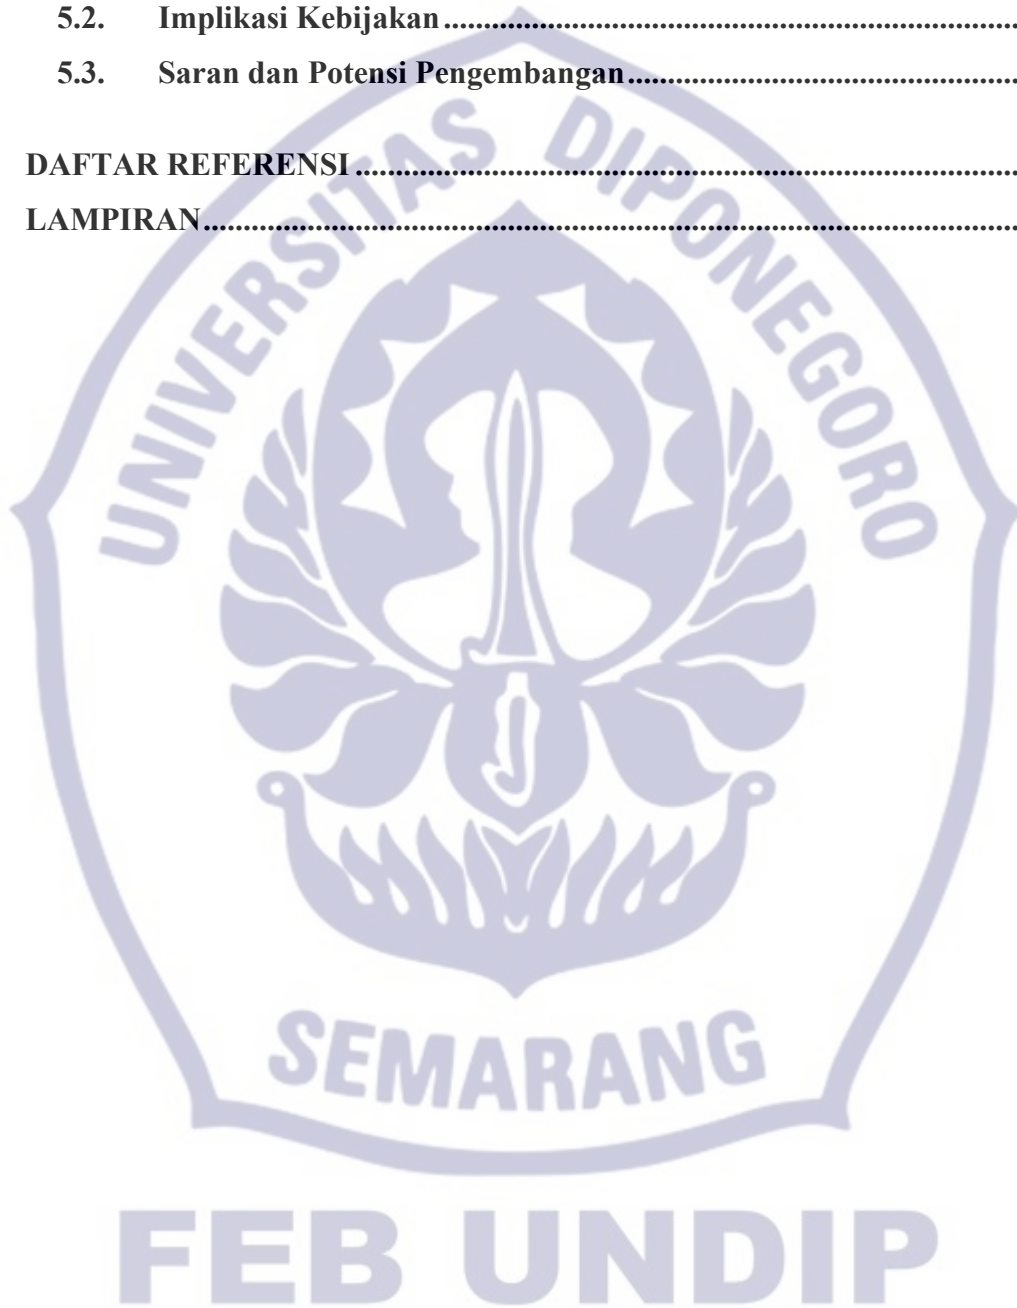 5.2. Implikasi Kebijakan........................................................................
5.3. Saran dan Potensi Pengembangan................................................
DAFTAR REFERENSI...................................................................................
LAMPIRAN......................................................................................................
UNIVERSITAS DIPONEGORO
SEMARANG
FEB UNDIP